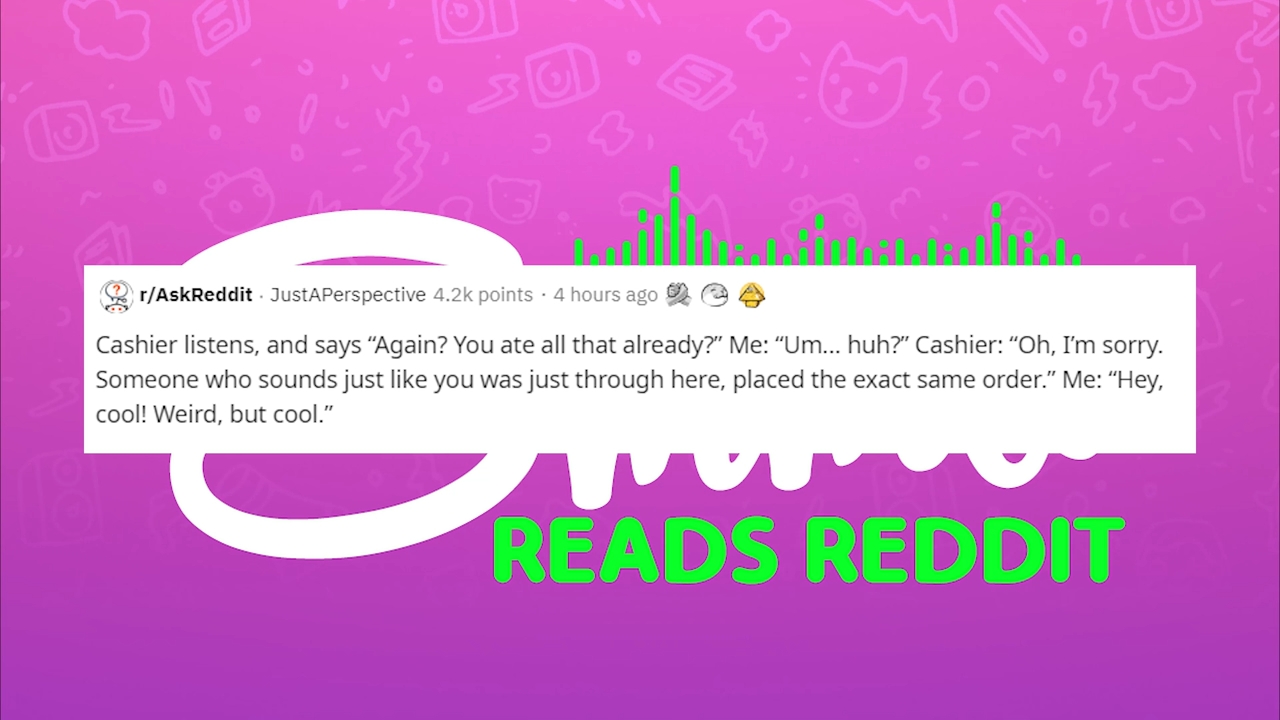 r/AskReddit · JustAPerspective 4.2k points · 4 hours ago
Cashier listens, and says “Again? You ate all that already?” Me: “Um... huh?” Cashier: “Oh, I’m sorry.
Someone who sounds just like you was just through here, placed the exact same order.” Me: “Hey,
cool! Weird, but cool.”
READS REDDIT